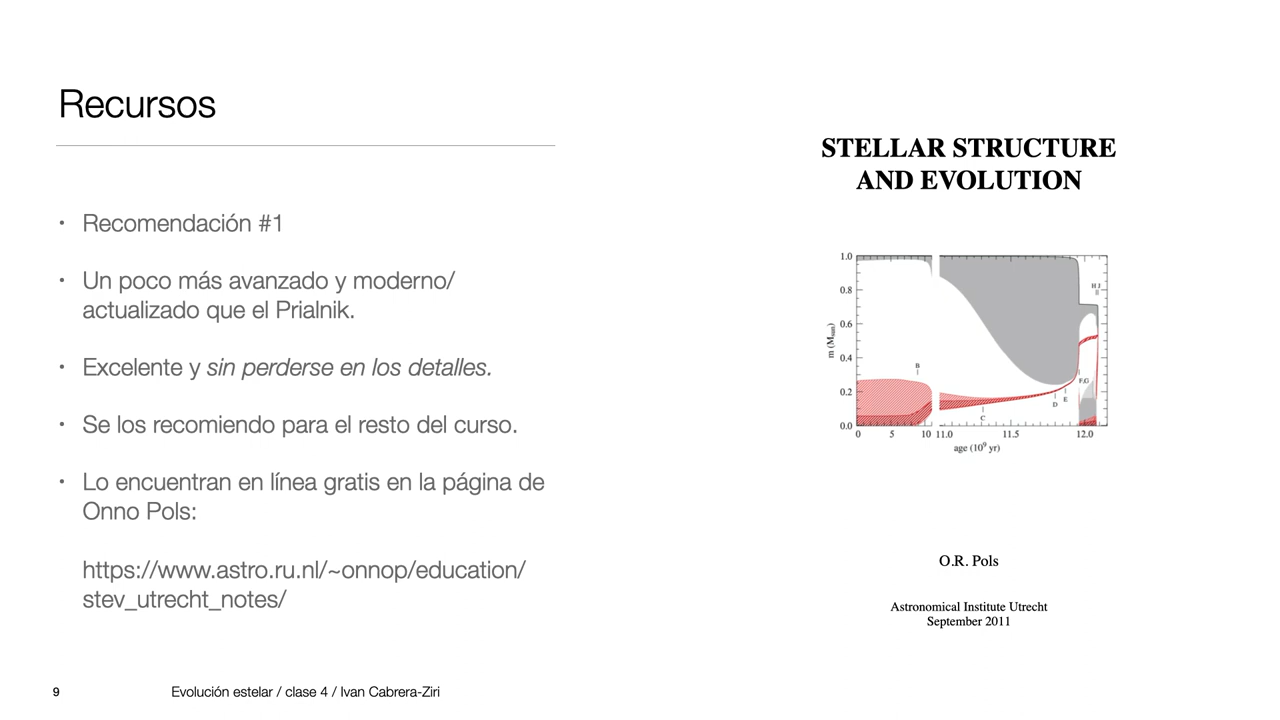 Recursos
• Recomendación #1
• Un poco más avanzado y moderno/
actualizado que el Prialnik.
• Excelente y sin perderse en los detalles.
• Se los recomiendo para el resto del curso.
• Lo encuentran en línea gratis en la página de
Onno Pols:
https://www.astro.ru.nl/~onnop/education/
stev_utrecht_notes/
STELLAR STRUCTURE
AND EVOLUTION
1.0
0.8
0.6
0.4
0.2
0.0
m (Msun)
B
C
D
E
F,G
H J
0 5 10 11.0 11.5 12.0
age (10⁹ yr)
O.R. Pols
Astronomical Institute Utrecht
September 2011
9 Evolución estelar / clase 4 / Ivan Cabrera-Ziri